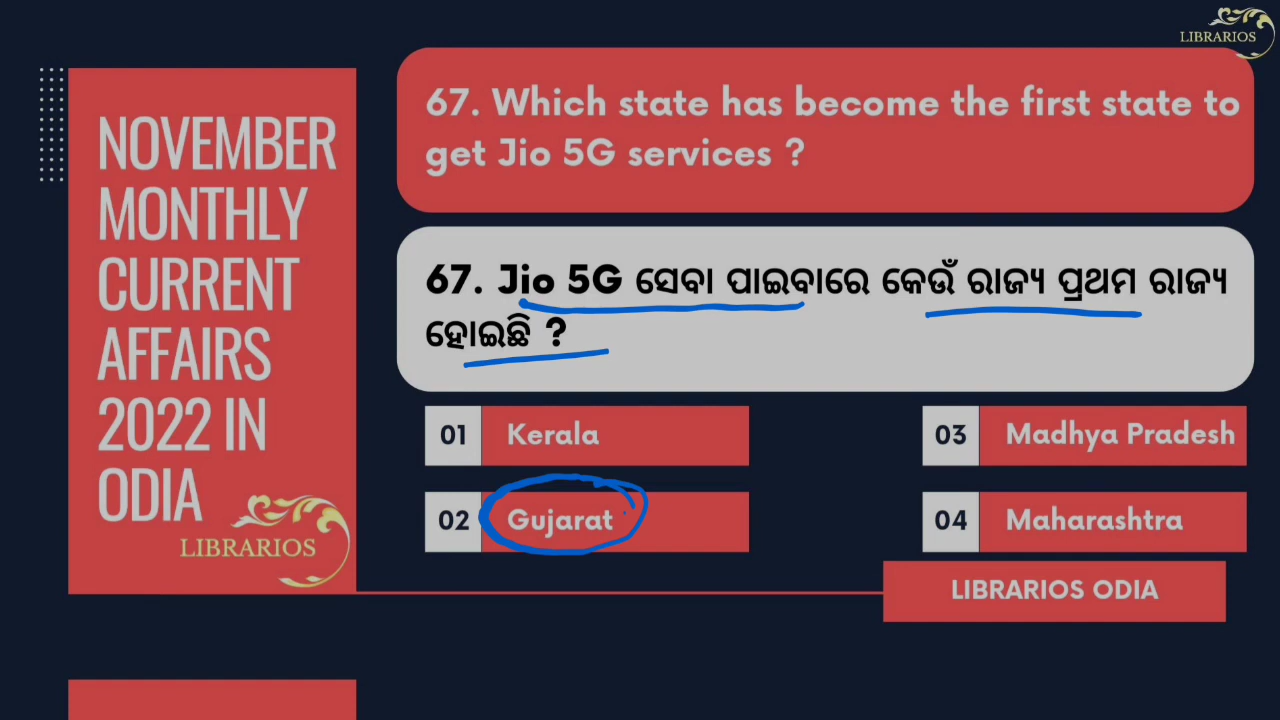 LIBRARIOS
NOVEMBER
MONTHLY
CURRENT
AFFAIRS
2022 IN
ODIA
LIBRARIOS
67. Which state has become the first state to
get Jio 5G services ?
67. Jio 5G ସେବା ପାଇବାରେ କେଉଁ ରାଜ୍ୟ ପ୍ରଥମ ରାଜ୍ୟ
ହୋଇଛି ?
01 Kerala
02 Gujarat
03 Madhya Pradesh
04 Maharashtra
LIBRARIOS ODIA